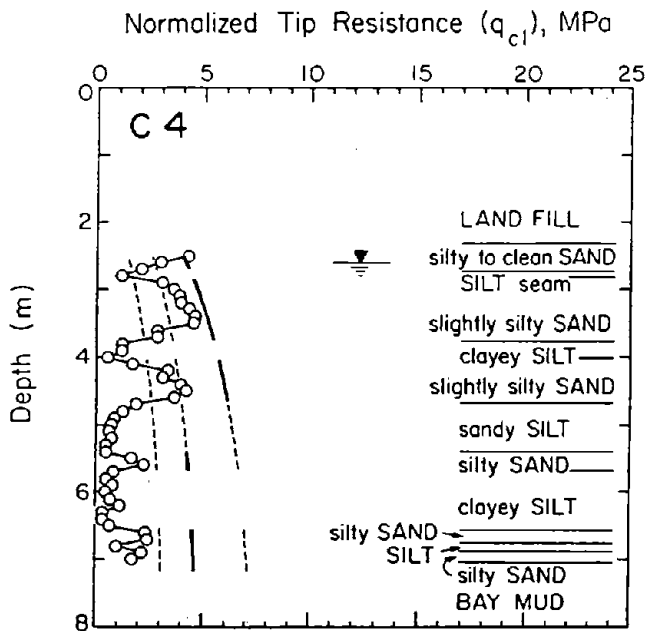 Normalized Tip Resistance (qc1), MPa
0 5 10 15 20 25
0
C 4
2
LAND FILL
silty to clean SAND
SILT seam
slightly silty SAND
4
clayey SILT
slightly silty SAND
sandy SILT
silty SAND
6
clayey SILT
silty SAND
SILT
silty SAND
8
BAY MUD
Depth (m)